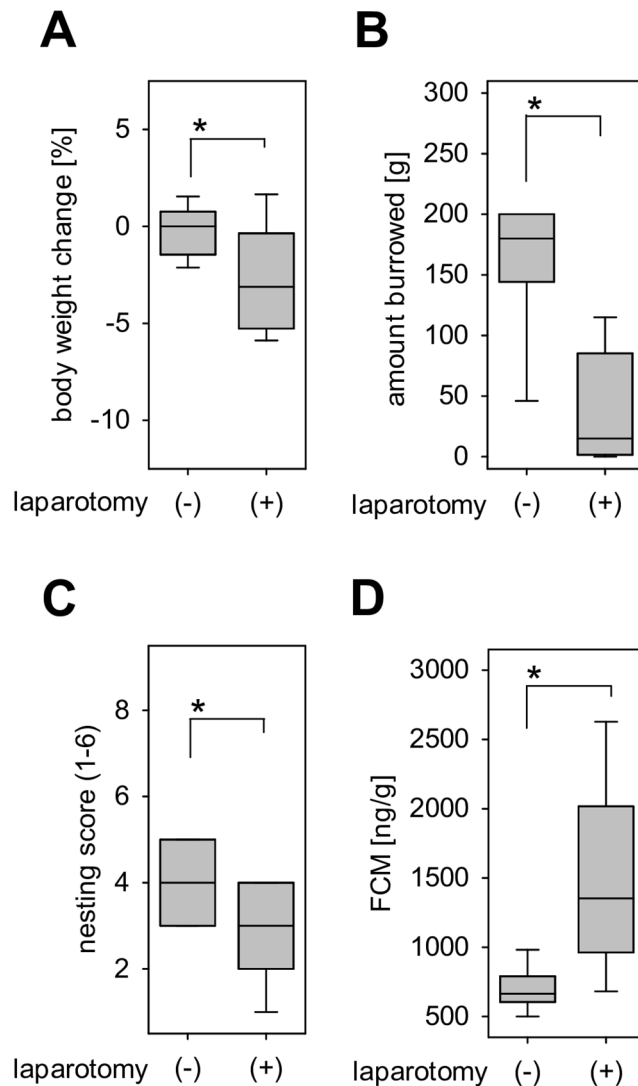 A
body weight change [%]
5
0
-5
-10
*
laparotomy (-) (+)
B
amount burrowed [g]
300
250
200
150
100
50
0
*
laparotomy (-) (+)
C
nesting score (1-6)
8
6
4
2
*
laparotomy (-) (+)
D
FCM [ng/g]
3000
2500
2000
1500
1000
500
*
laparotomy (-) (+)